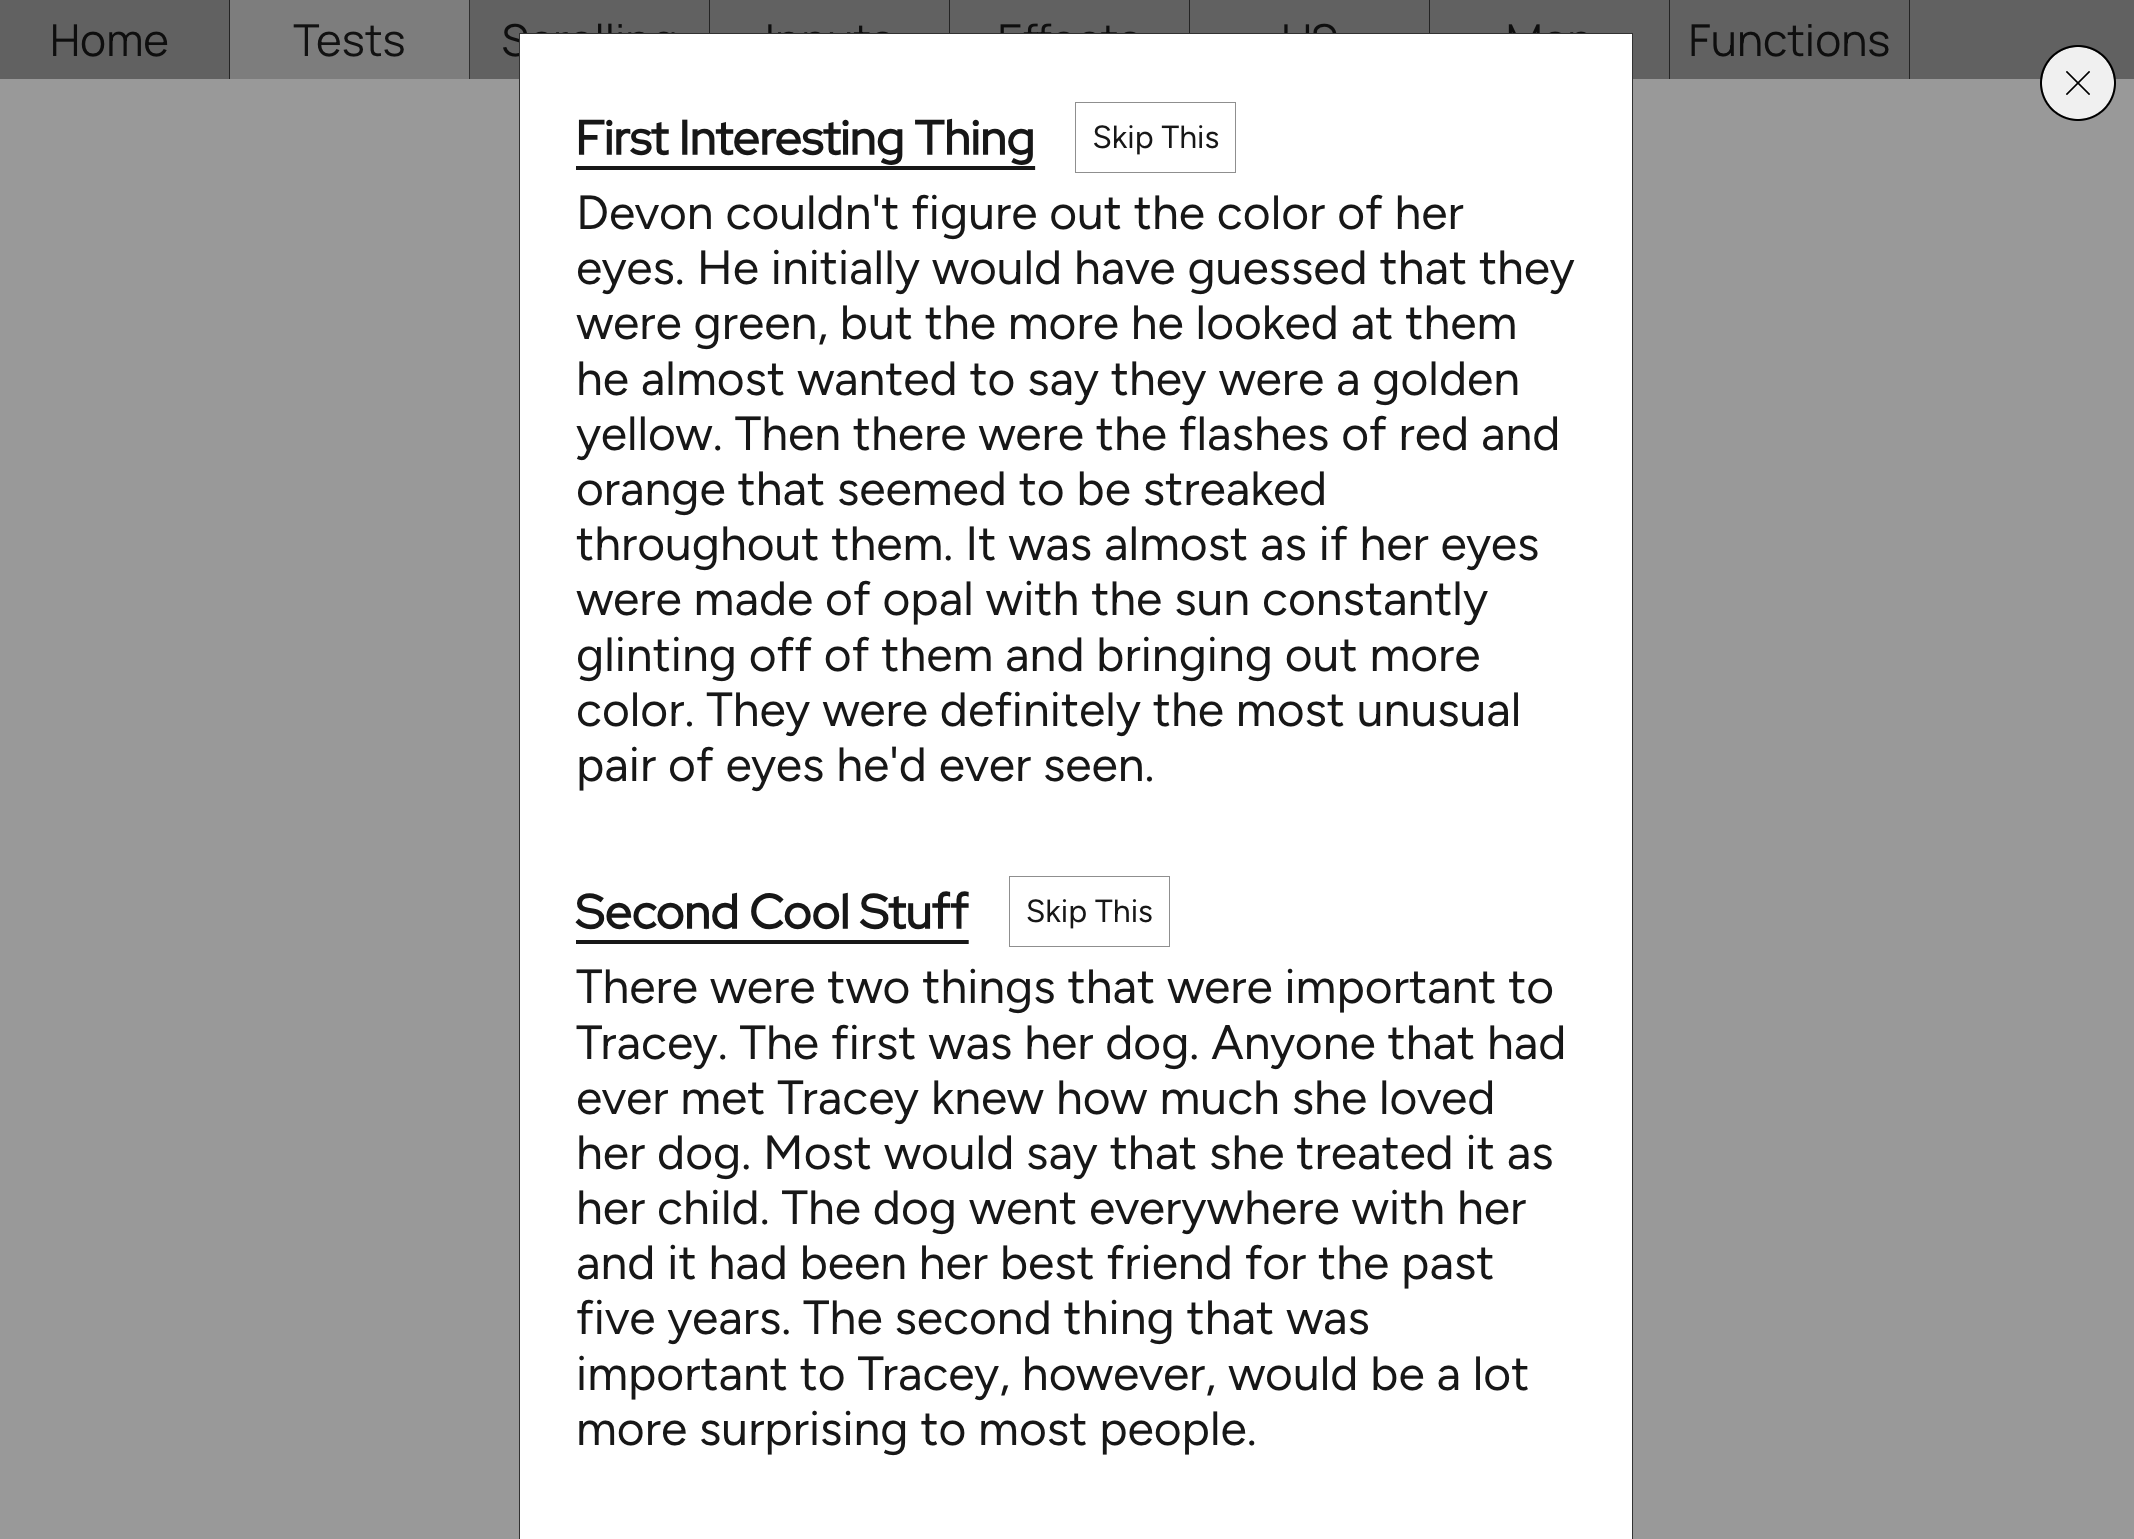 Home
Tests
Functions
First Interesting Thing
Skip This
Devon couldn't figure out the color of her
eyes. He initially would have guessed that they
were green, but the more he looked at them
he almost wanted to say they were a golden
yellow. Then there were the flashes of red and
orange that seemed to be streaked
throughout them. It was almost as if her eyes
were made of opal with the sun constantly
glinting off of them and bringing out more
color. They were definitely the most unusual
pair of eyes he'd ever seen.
Second Cool Stuff
Skip This
There were two things that were important to
Tracey. The first was her dog. Anyone that had
ever met Tracey knew how much she loved
her dog. Most would say that she treated it as
her child. The dog went everywhere with her
and it had been her best friend for the past
five years. The second thing that was
important to Tracey, however, would be a lot
more surprising to most people.